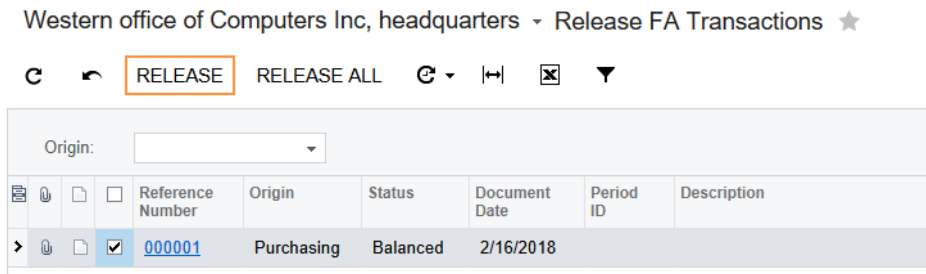 Western office of Computers Inc, headquarters Release FA Transactions
RELEASE RELEASE ALL
Origin:
Reference Number Origin Status Document Date Period ID Description
000001 Purchasing Balanced 2/16/2018